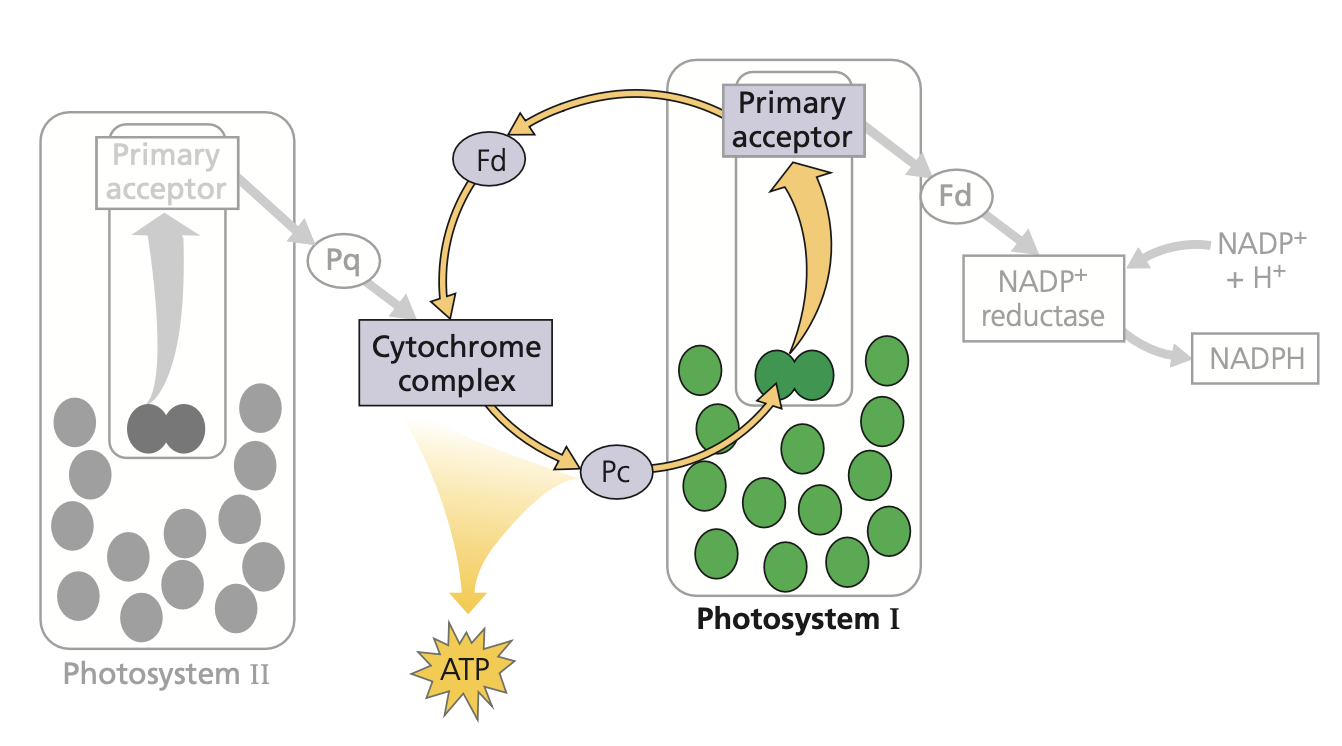 Primary
acceptor
Pq
Fd
Cytochrome
complex
Pc
ATP
Primary
acceptor
Fd
NADP⁺
reductase
NADP⁺
+ H⁺
NADPH
Photosystem II
Photosystem I